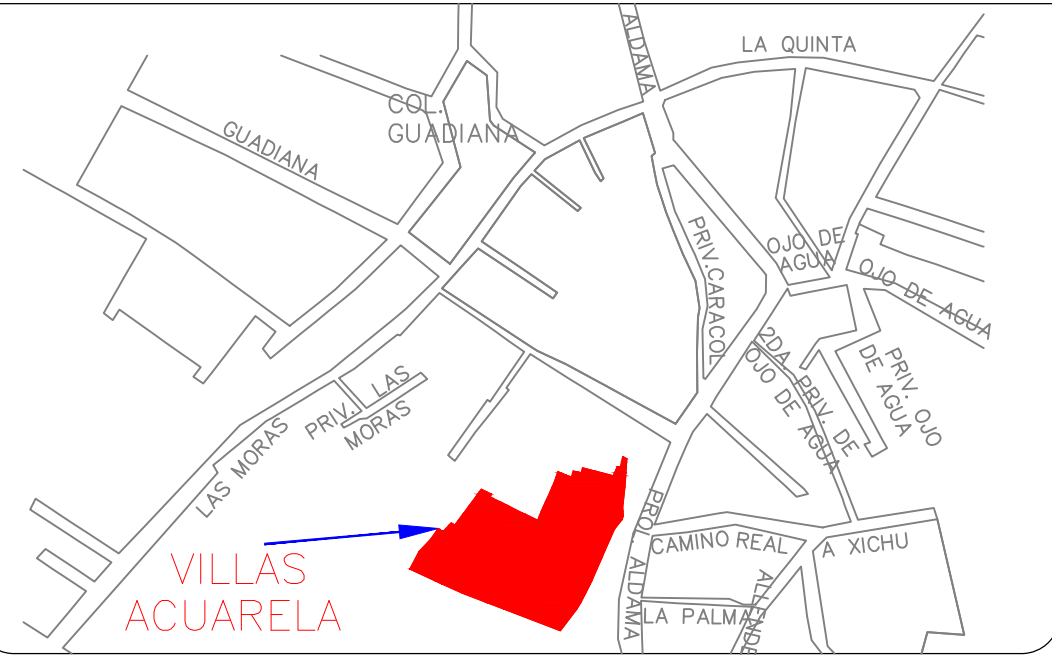 ALDAMA
LA QUINTA
COL.
GUADIANA
GUADIANA
OJO DE
AGUA
PRIV.CARACOL
OJO DE AGUA
2DA. PRIV. DE
OJO DE AGUA
PRIV. OJO
DE AGUA
PRIV. LAS
MORAS
LAS MORAS
PROL. ALDAMA
CAMINO REAL
A XICHU
VILLAS
ACUARELA
LA PALMA
ALLENDE